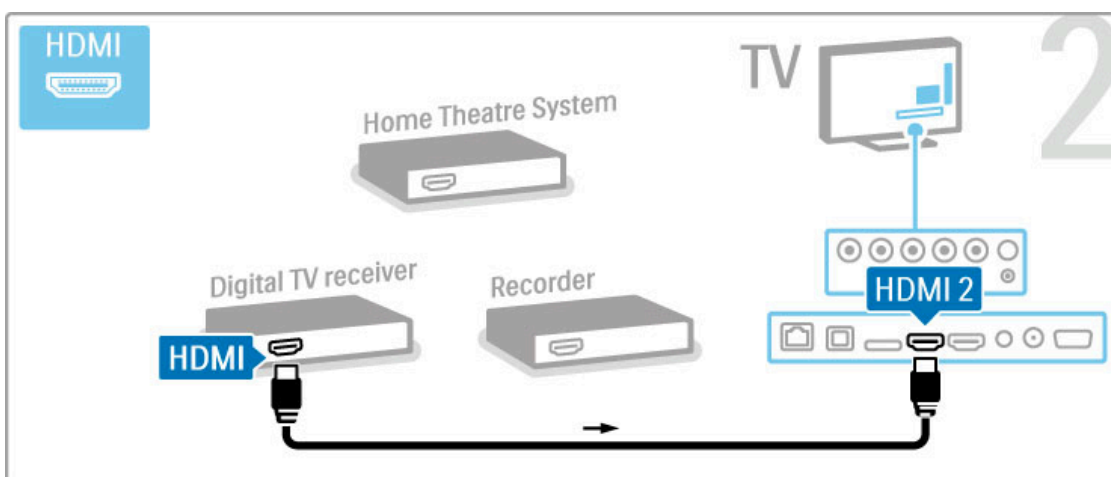 HDMI
TV
2
Home Theatre System
Digital TV receiver
Recorder
HDMI 2
HDMI